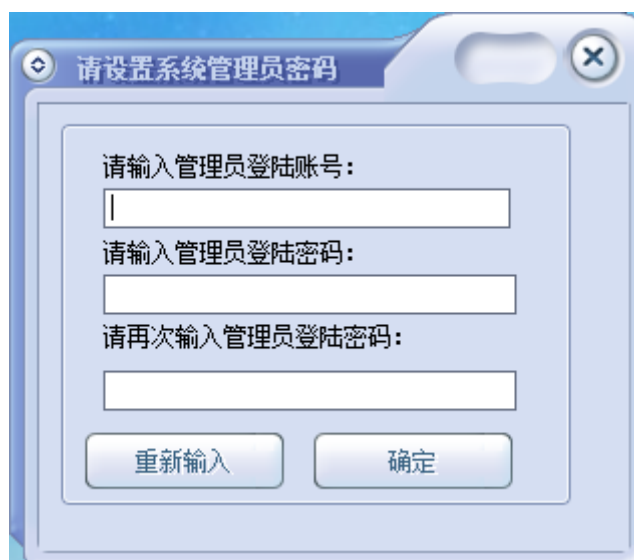 请设置系统管理员密码
请输入管理员登陆账号：
请输入管理员登陆密码：
请再次输入管理员登陆密码：
重新输入 确定